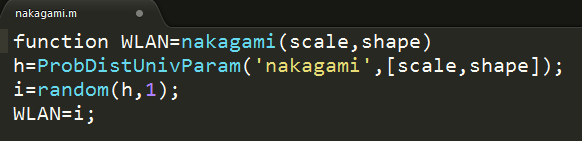 nakagami.m
function WLAN=nakagami(scale,shape)
h=ProbDistUnivParam('nakagami',[scale,shape]);
i=random(h,1);
WLAN=i;